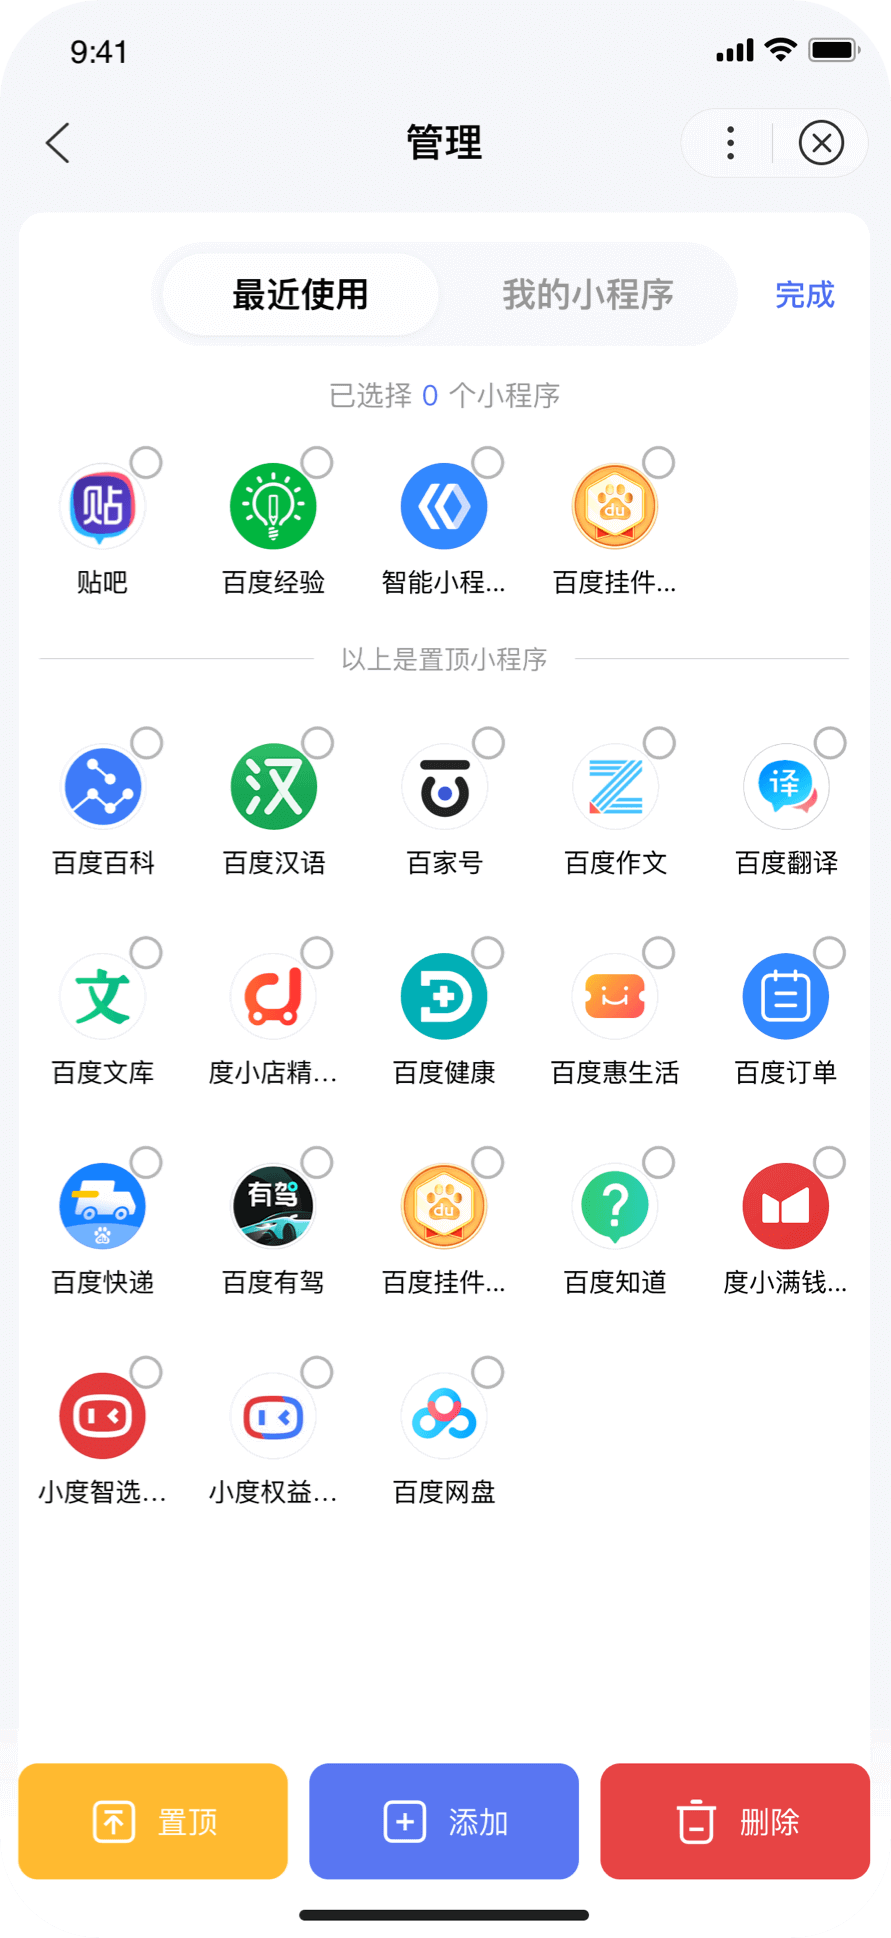 9:41
管理
最近使用 我的小程序 完成
已选择 0 个小程序
贴
du
贴吧 百度经验 智能小程... 百度挂件...
以上是置顶小程序
汉 译
百度百科 百度汉语 百家号 百度作文 百度翻译
文
百度文库 度小店精... 百度健康 百度惠生活 百度订单
有驾
du ?
du
百度快递 百度有驾 百度挂件... 百度知道 度小满钱...
小度智选... 小度权益... 百度网盘
置顶 添加 删除